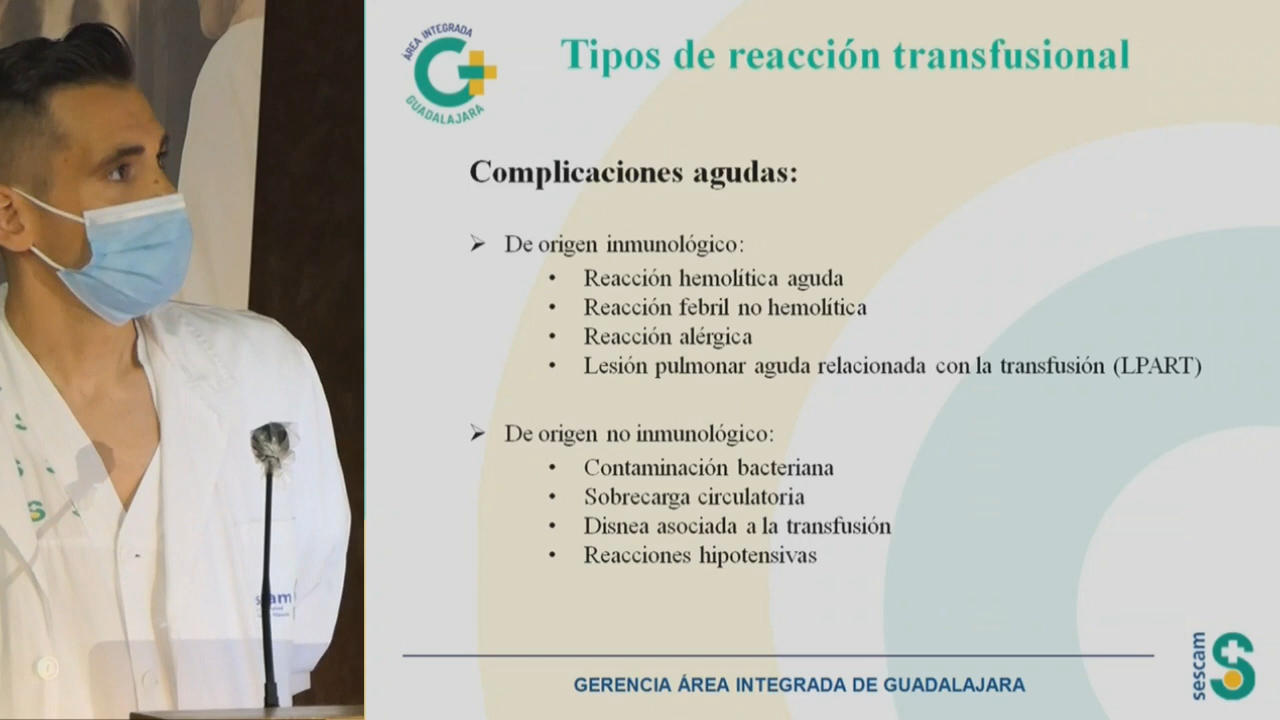 ÁREA INTEGRADA
GUADALAJARA
Tipos de reacción transfusional
Complicaciones agudas:
➤ De origen inmunológico:
• Reacción hemolítica aguda
• Reacción febril no hemolítica
• Reacción alérgica
• Lesión pulmonar aguda relacionada con la transfusión (LPART)
➤ De origen no inmunológico:
• Contaminación bacteriana
• Sobrecarga circulatoria
• Disnea asociada a la transfusión
• Reacciones hipotensivas
GERENCIA ÁREA INTEGRADA DE GUADALAJARA
sescam